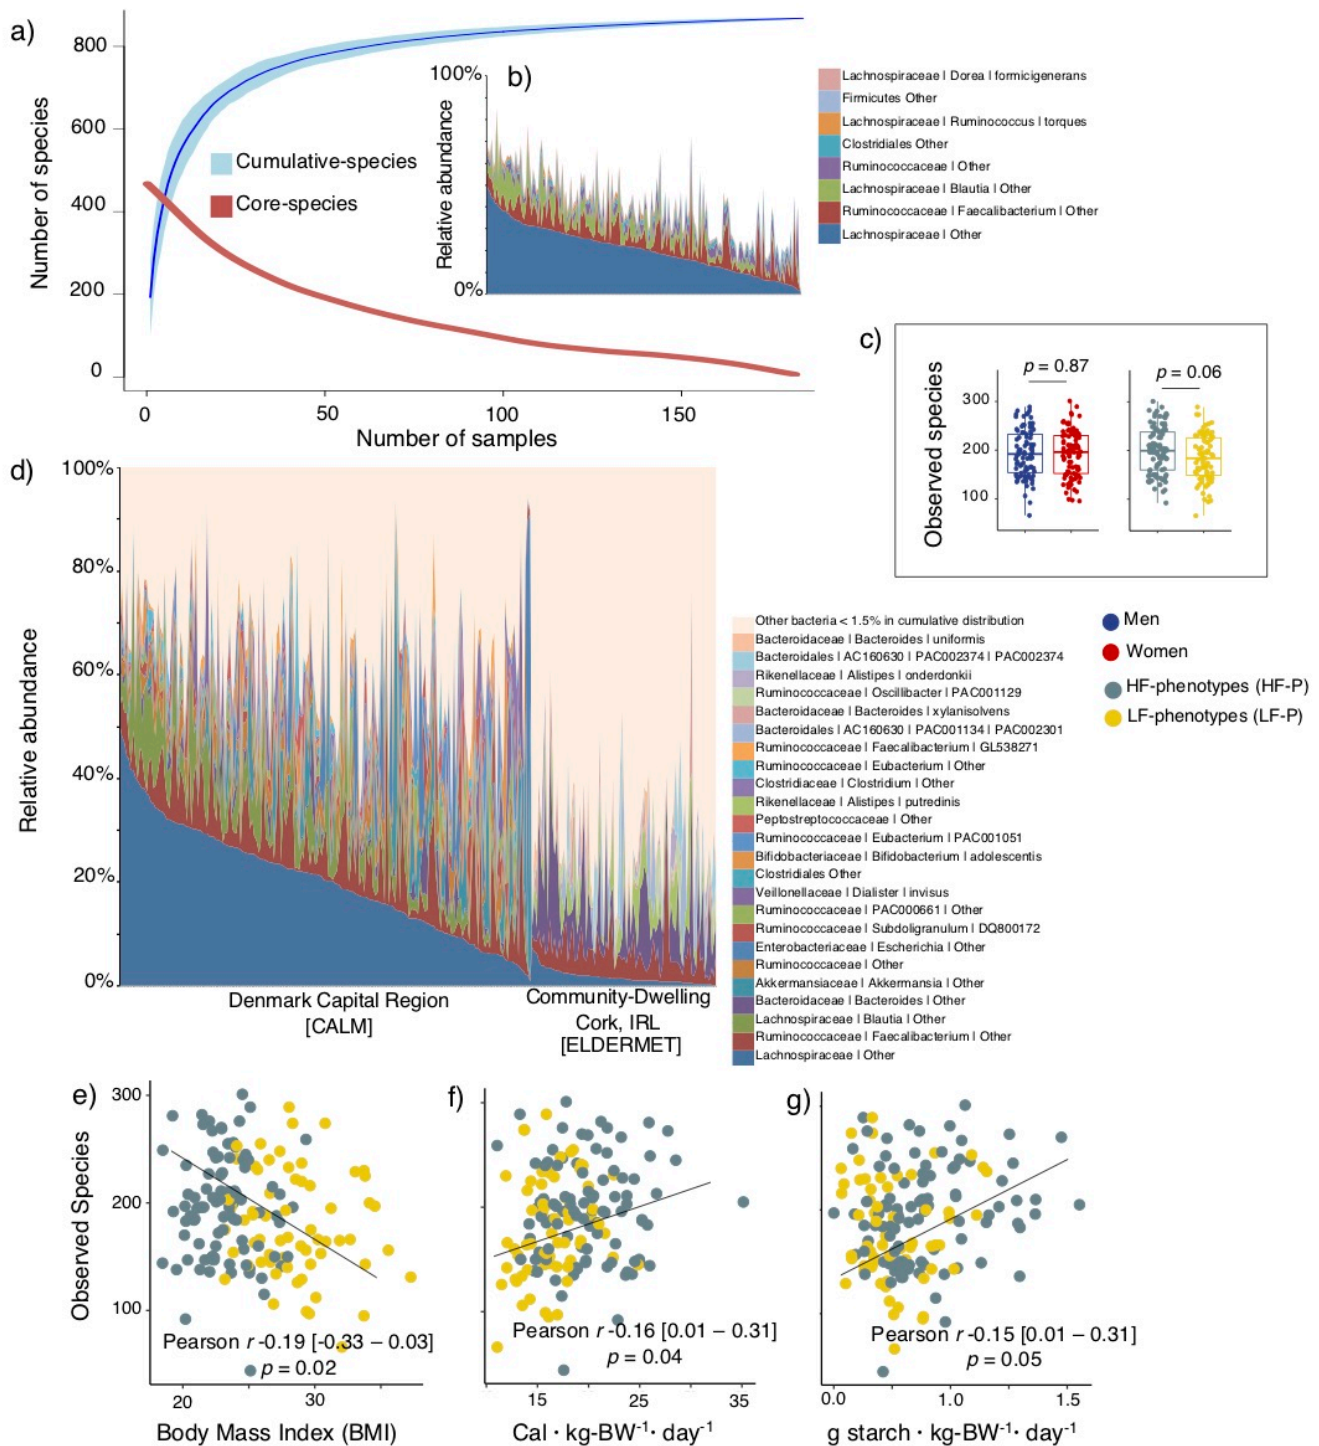 a)
800
600
400
200
0
Number of species
Cumulative-species
Core-species
0
50
100
150
Number of samples
b)
100%
0%
Relative abundance
Lachnospiraceae | Dorea | formicigenerans
Firmicutes Other
Lachnospiraceae | Ruminococcus | torques
Clostridiales Other
Ruminococcaceae | Other
Lachnospiraceae | Blautia | Other
Ruminococcaceae | Faecalibacterium | Other
Lachnospiraceae | Other
c)
Observed species
300
200
100
p = 0.87
p = 0.06
Men
Women
HF-phenotypes (HF-P)
LF-phenotypes (LF-P)
d)
100%
80%
60%
40%
20%
0%
Relative abundance
Denmark Capital Region
[CALM]
Community-Dwelling
Cork, IRL
[ELDERMET]
Other bacteria < 1.5% in cumulative distribution
Bacteroidaceae | Bacteroides | uniformis
Bacteroidales | AC160630 | PAC002374 | PAC002374
Rikenellaceae | Alistipes | onderdonkii
Ruminococcaceae | Oscillibacter | PAC001129
Bacteroidaceae | Bacteroides | xylanisolvens
Bacteroidales | AC160630 | PAC001134 | PAC002301
Ruminococcaceae | Faecalibacterium | GL538271
Ruminococcaceae | Eubacterium | Other
Clostridiaceae | Clostridium | Other
Rikenellaceae | Alistipes | putredinis
Peptostreptococcaceae | Other
Ruminococcaceae | Eubacterium | PAC001051
Bifidobacteriaceae | Bifidobacterium | adolescentis
Clostridiales Other
Veillonellaceae | Dialister | invisus
Ruminococcaceae | PAC000661 | Other
Ruminococcaceae | Subdoligranulum | DQ800172
Enterobacteriaceae | Escherichia | Other
Ruminococcaceae | Other
Akkermansiaceae | Akkermansia | Other
Bacteroidaceae | Bacteroides | Other
Lachnospiraceae | Blautia | Other
Ruminococcaceae | Faecalibacterium | Other
Lachnospiraceae | Other
e)
300
200
100
Observed Species
Pearson r -0.19 [-0.33 – 0.03]
p = 0.02
20
30
Body Mass Index (BMI)
f)
Pearson r -0.16 [0.01 – 0.31]
p = 0.04
15
25
35
Cal · kg-BW⁻¹ · day⁻¹
g)
Pearson r -0.15 [0.01 – 0.31]
p = 0.05
0.0
1.0
1.5
g starch · kg-BW⁻¹ · day⁻¹